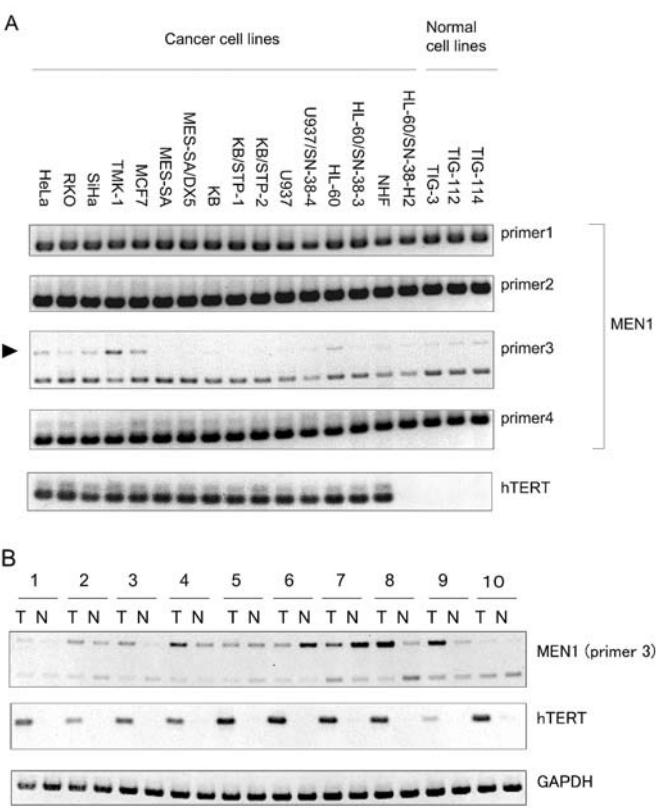 A
Cancer cell lines
Normal
cell lines
HeLa
RKO
SiHa
TMK-1
MCF7
MES-SA
MES-SA/DX5
KB
KB/STP-1
KB/STP-2
U937
U937/SN-38-4
HL-60
HL-60/SN-38-3
NHF
HL-60/SN-38-H2
TIG-3
TIG-112
TIG-114
primer1
primer2
primer3
primer4
MEN1
hTERT
B
1 2 3 4 5 6 7 8 9 10
T N T N T N T N T N T N T N T N T N T N
MEN1 (primer 3)
hTERT
GAPDH